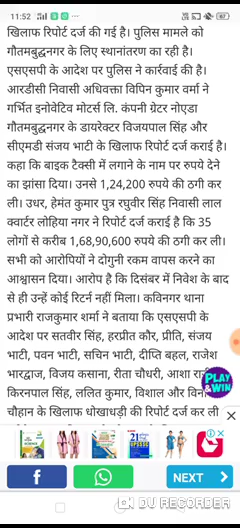 11:52
67
खिलाफ रिपोर्ट दर्ज की गई है। पुलिस मामले को
गौतमबुद्धनगर के लिए स्थानांतरण का रही है।
एसएसपी के आदेश पर पुलिस ने कार्रवाई की है।
आरडीसी निवासी अधिवक्ता विपिन कुमार वर्मा ने
गर्भित इनोवेटिव मोटर्स लि. कंपनी ग्रेटर नोएडा
गौतमबुद्धनगर के डायरेक्टर विजयपाल सिंह और
सीएमडी संजय भाटी के खिलाफ रिपोर्ट दर्ज कराई है।
कहा कि बाइक टैक्सी में लगाने के नाम पर रुपये देने
का झांसा दिया। उनसे 1,24,200 रुपये की ठगी कर
ली। उधर, हेमंत कुमार पुत्र रघुवीर सिंह निवासी लाल
क्वार्टर लोहिया नगर ने रिपोर्ट दर्ज कराई है कि 35
लोगों से करीब 1,68,90,600 रुपये की ठगी कर ली।
सभी को आरोपियों ने दोगुनी रकम वापस करने का
आश्वासन दिया। आरोप है कि दिसंबर में निवेश के बाद
से ही उन्हें कोई रिटर्न नहीं मिला। कविनगर थाना
प्रभारी राजकुमार शर्मा ने बताया कि एसएसपी के
आदेश पर सतवीर सिंह, हरप्रीत कौर, प्रीति, संजय
भाटी, पवन भाटी, सचिन भाटी, दीप्ति बहल, राजेश
भारद्वाज, विजय कसाना, रीता चौधरी, आशा
किरनपाल सिंह, ललित कुमार, विशाल और
चौहान के खिलाफ धोखाधड़ी की रिपोर्ट दर्ज कर ली
PLAY
&WIN
21
NEXT
DU RECORDER